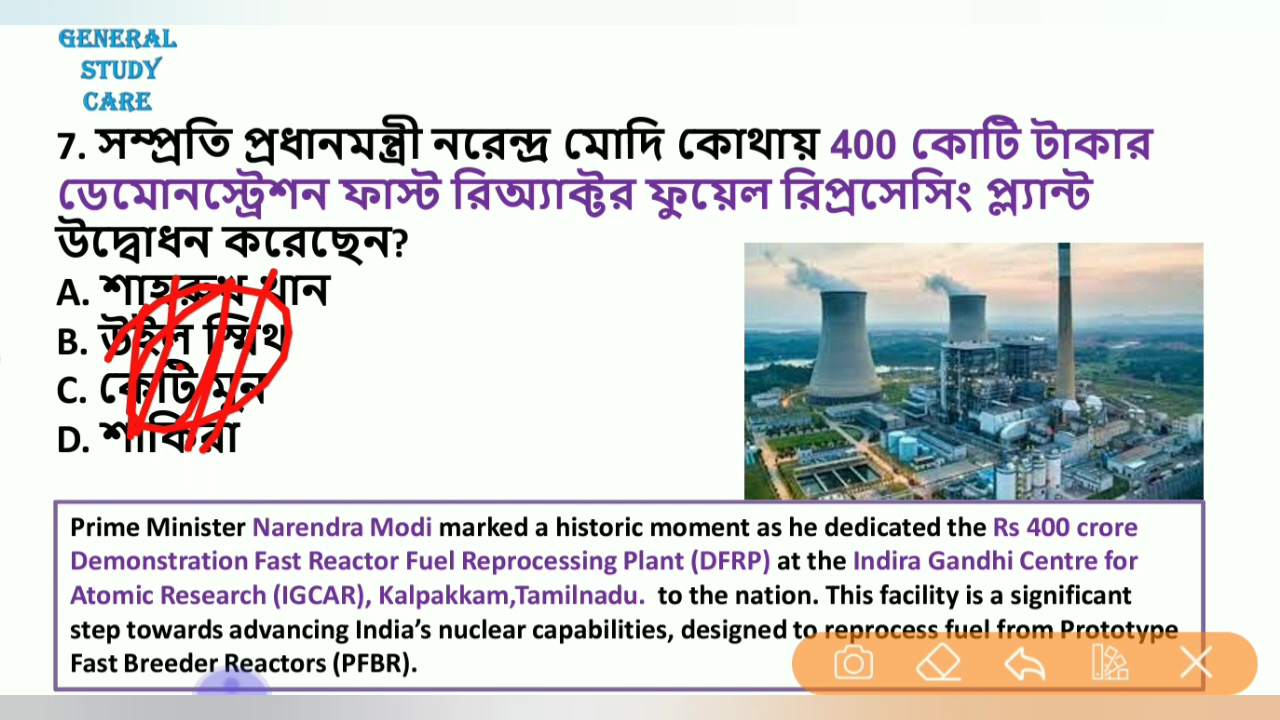 GENERAL
STUDY
CARE
7. সম্প্রতি প্রধানমন্ত্রী নরেন্দ্র মোদি কোথায় 400 কোটি টাকার
ডেমোনস্ট্রেশন ফাস্ট রিঅ্যাক্টর ফুয়েল রিপ্রসেসিং প্ল্যান্ট
উদ্বোধন করেছেন?
A. শাহরুখ খান
B. উইল স্মিথ
C. কেটি মুন
D. শাকিরা
Prime Minister Narendra Modi marked a historic moment as he dedicated the Rs 400 crore
Demonstration Fast Reactor Fuel Reprocessing Plant (DFRP) at the Indira Gandhi Centre for
Atomic Research (IGCAR), Kalpakkam,Tamilnadu. to the nation. This facility is a significant
step towards advancing India’s nuclear capabilities, designed to reprocess fuel from Prototype
Fast Breeder Reactors (PFBR).